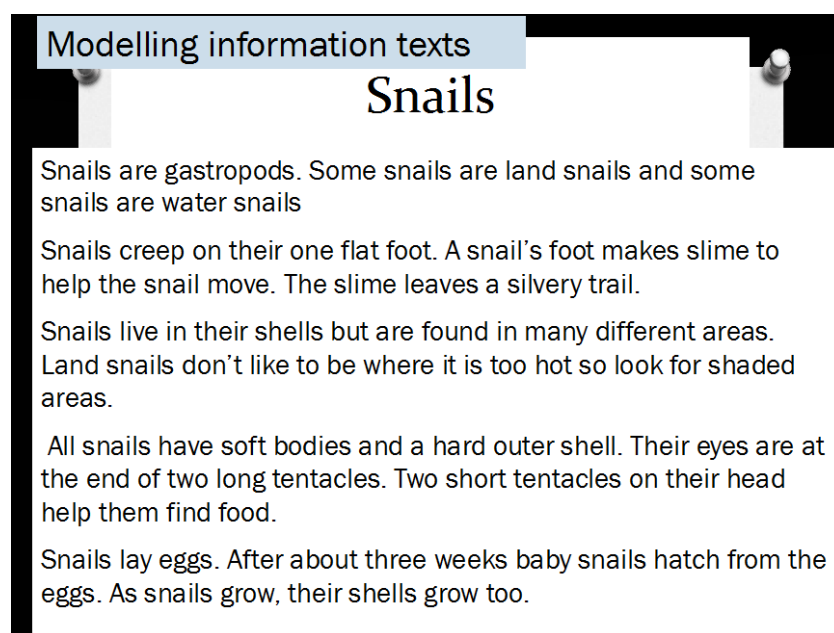 Modelling information texts
Snails
Snails are gastropods. Some snails are land snails and some
snails are water snails
Snails creep on their one flat foot. A snail's foot makes slime to
help the snail move. The slime leaves a silvery trail.
Snails live in their shells but are found in many different areas.
Land snails don't like to be where it is too hot so look for shaded
areas.
All snails have soft bodies and a hard outer shell. Their eyes are at
the end of two long tentacles. Two short tentacles on their head
help them find food.
Snails lay eggs. After about three weeks baby snails hatch from the
eggs. As snails grow, their shells grow too.